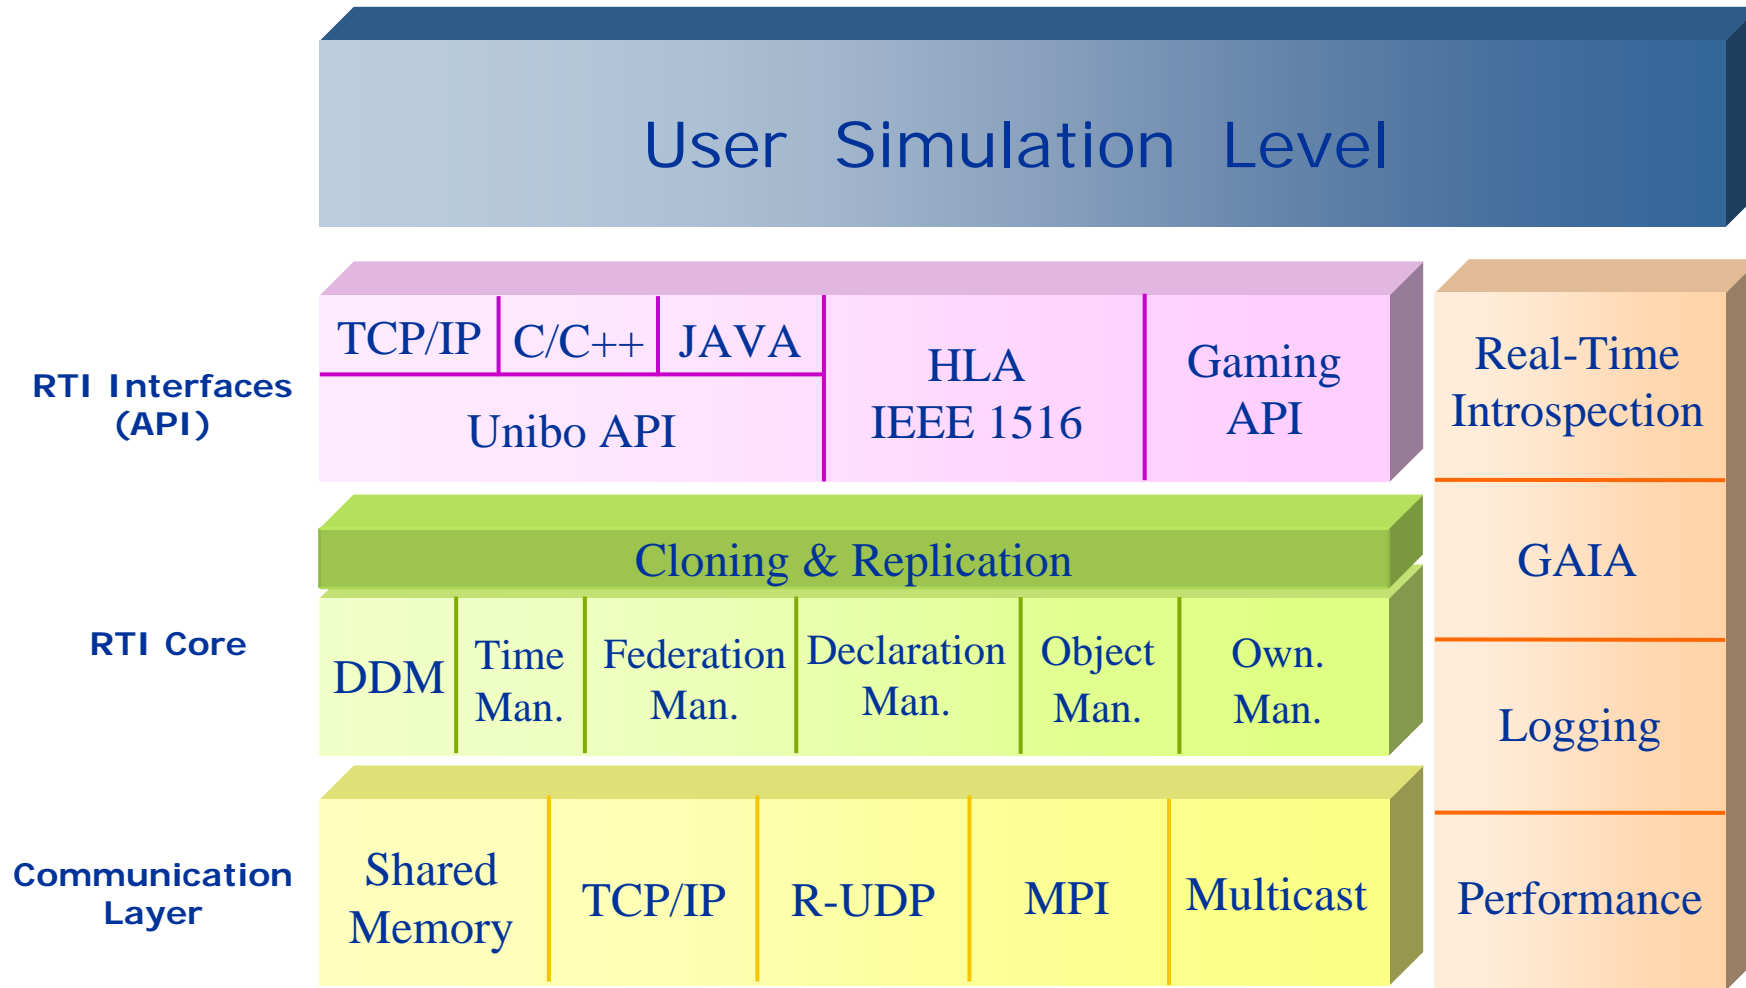 User Simulation Level
RTI Interfaces
(API)
TCP/IP
C/C++
JAVA
Unibo API
HLA
IEEE 1516
Gaming
API
Real-Time
Introspection
GAIA
Logging
Performance
RTI Core
Cloning & Replication
DDM
Time
Man.
Federation
Man.
Declaration
Man.
Object
Man.
Own.
Man.
Communication
Layer
Shared
Memory
TCP/IP
R-UDP
MPI
Multicast